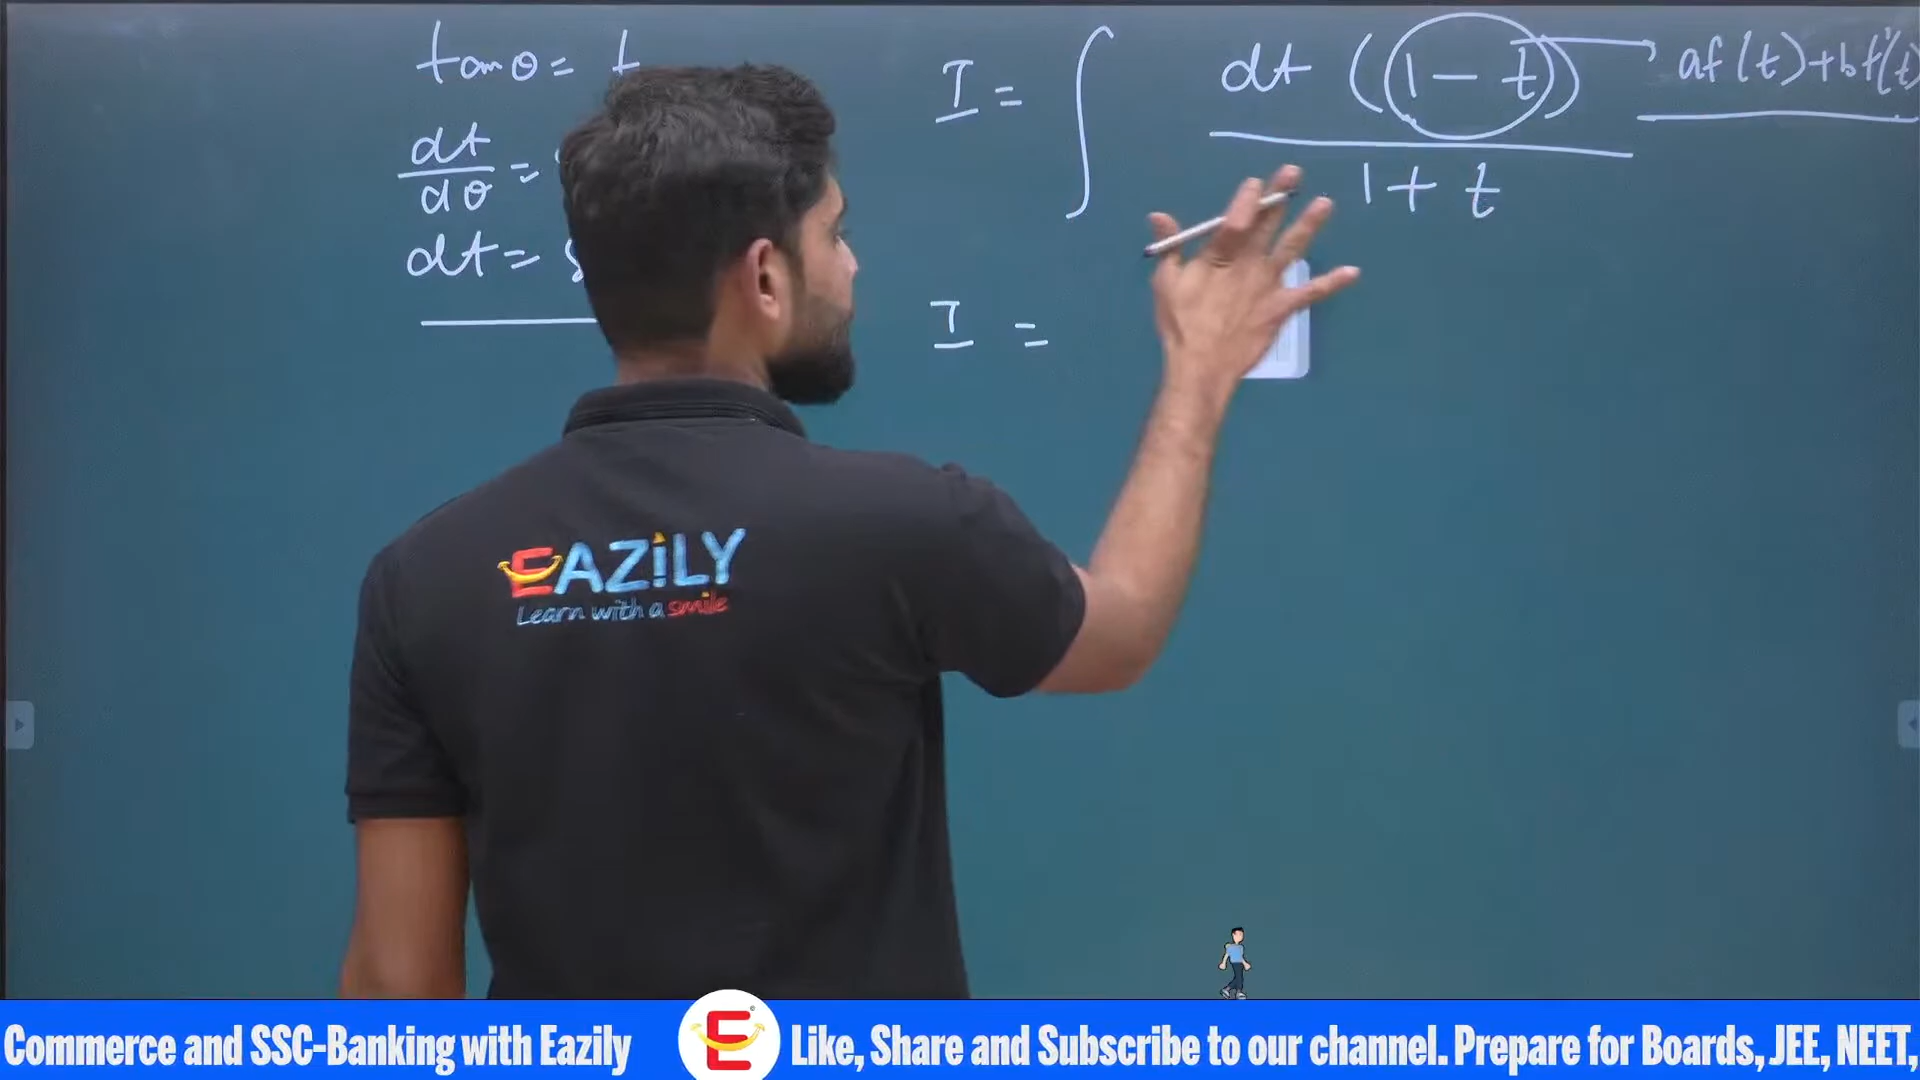 tan θ = t
dt/dθ =
dt =
I = ∫ dt (1 - t) / 1 + t
af(t) + bf'(t)
I =
EAZiLY
Learn with a smile
Commerce and SSC-Banking with Eazily
E
Like, Share and Subscribe to our channel. Prepare for Boards, JEE, NEET,